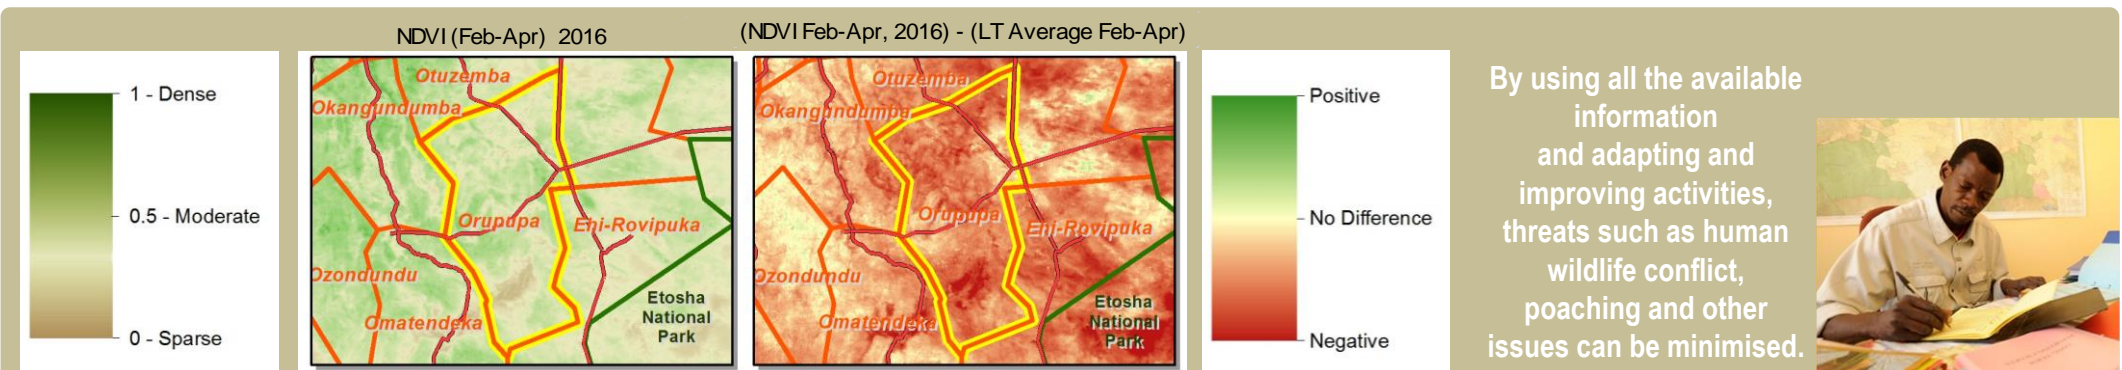 NDVI (Feb-Apr) 2016
(NDVI Feb-Apr, 2016) - (LT Average Feb-Apr)
1 - Dense
0.5 - Moderate
0 - Sparse
Otuzemba
Okangundumba
Orupupa
Ehi-Rovipuka
Ozondundu
Omatendeka
Etosha
National
Park
Otuzemba
Okangundumba
Orupupa
Ehi-Rovipuka
Ozondundu
Omatendeka
Etosha
National
Park
Positive
No Difference
Negative
By using all the available
information
and adapting and
improving activities,
threats such as human
wildlife conflict,
poaching and other
issues can be minimised.